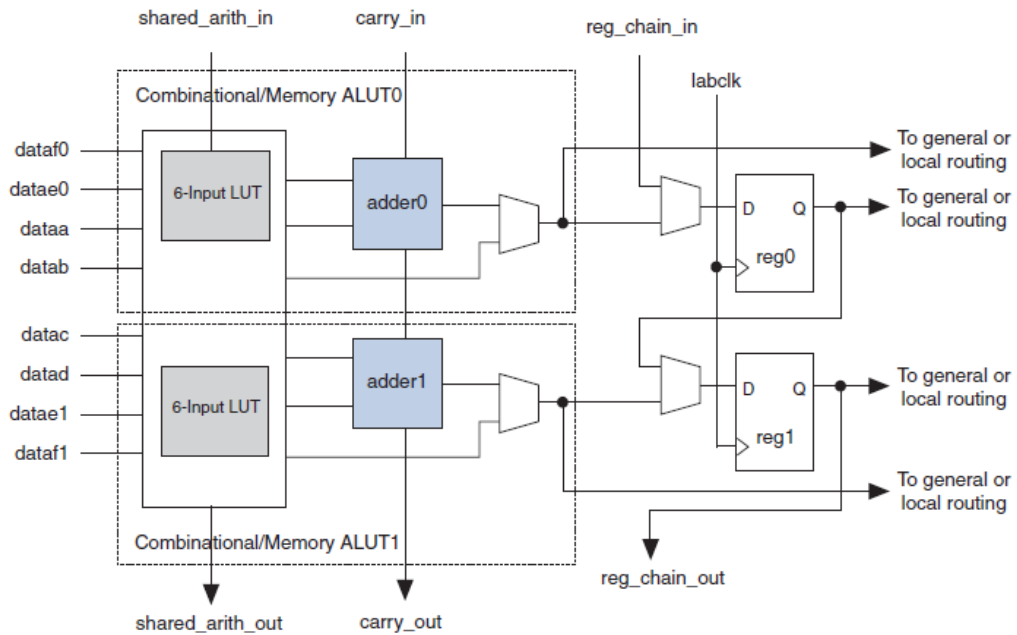 shared_arith_in
carry_in
reg_chain_in
labclk
Combinational/Memory ALUT0
dataf0
datae0
dataa
datab
6-Input LUT
adder0
D Q
reg0
To general or
local routing
To general or
local routing
datac
datad
datae1
dataf1
6-Input LUT
adder1
D Q
reg1
To general or
local routing
To general or
local routing
Combinational/Memory ALUT1
shared_arith_out
carry_out
reg_chain_out